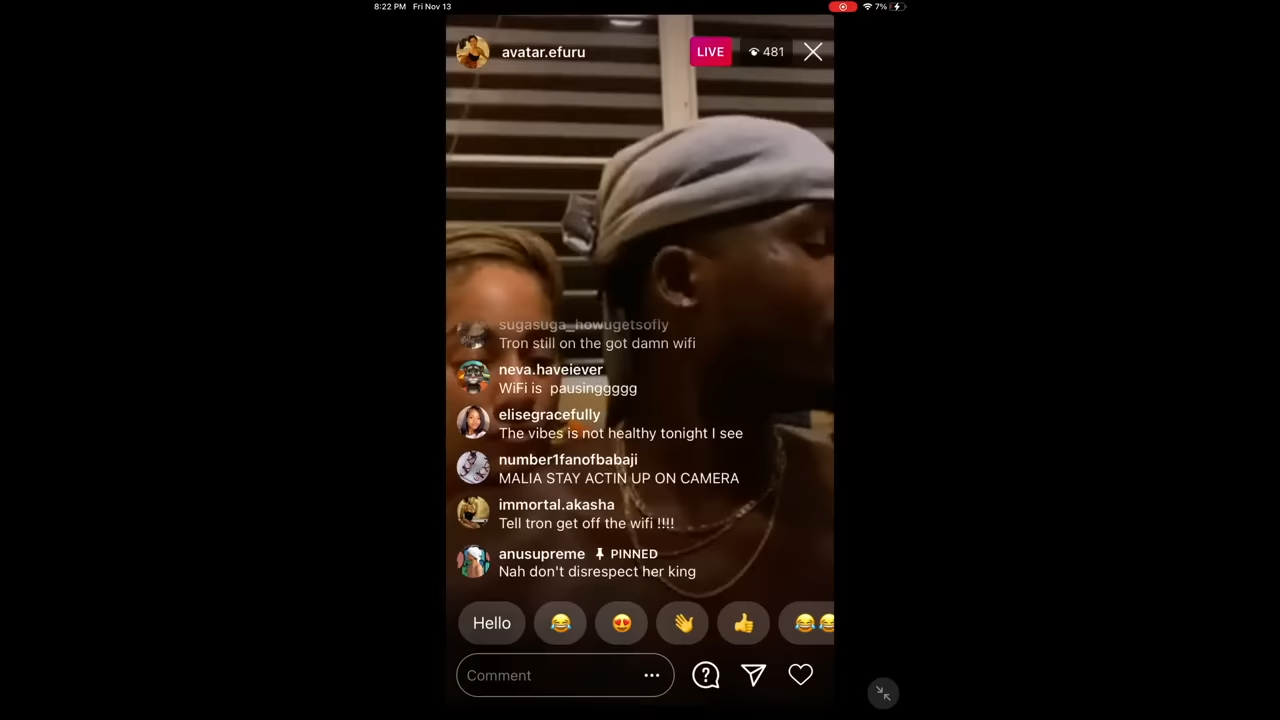 8:22 PM Fri Nov 13
7%
avatar.efuru
LIVE
481
sugasuga_howugetsofly
Tron still on the got damn wifi
neva.haveiever
WiFi is pausinggggg
elisegracefully
The vibes is not healthy tonight I see
number1fanofbabaji
MALIA STAY ACTIN UP ON CAMERA
immortal.akasha
Tell tron get off the wifi !!!!
anusupreme PINNED
Nah don't disrespect her king
Hello
Comment